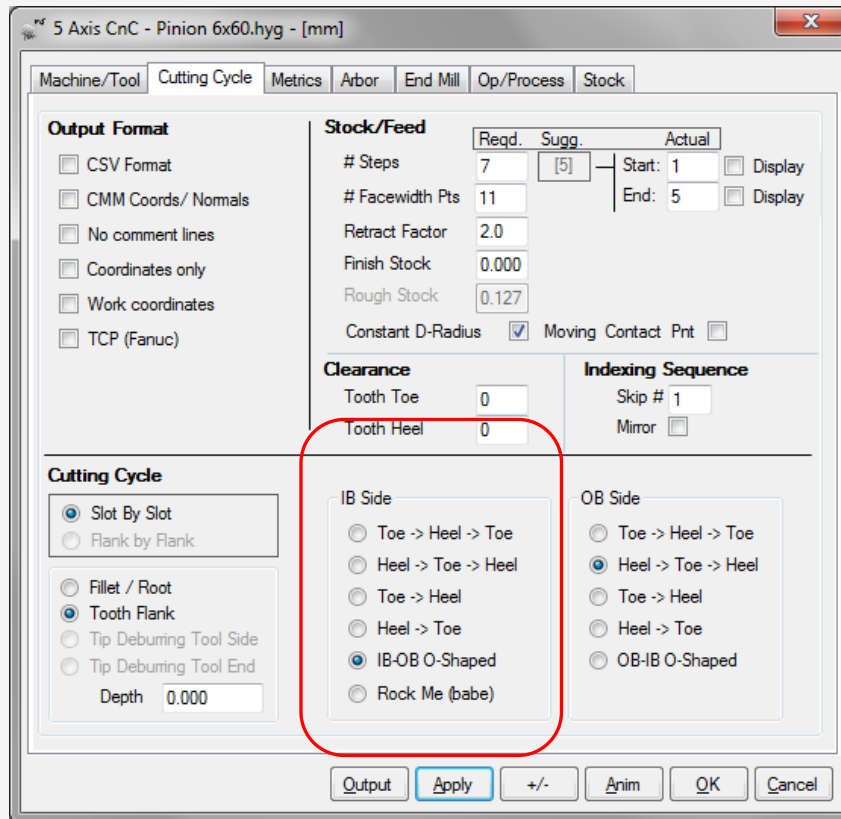 5 Axis CnC - Pinion 6x60.hyg - [mm]
Machine/Tool Cutting Cycle Metrics Arbor End Mill Op/Process Stock
Output Format
CSV Format
CMM Coords/ Normals
No comment lines
Coordinates only
Work coordinates
TCP (Fanuc)
Stock/Feed Reqd. Sugg. Actual
# Steps 7 [5] Start: 1 Display
# Facewidth Pts 11 End: 5 Display
Retract Factor 2.0
Finish Stock 0.000
Rough Stock 0.127
Constant D-Radius Moving Contact Pnt
Clearance
Tooth Toe 0
Tooth Heel 0
Indexing Sequence
Skip # 1
Mirror
Cutting Cycle
Slot By Slot
Flank by Flank
Fillet / Root
Tooth Flank
Tip Deburring Tool Side
Tip Deburring Tool End
Depth 0.000
IB Side
Toe -> Heel -> Toe
Heel -> Toe -> Heel
Toe -> Heel
Heel -> Toe
IB-OB O-Shaped
Rock Me (babe)
OB Side
Toe -> Heel -> Toe
Heel -> Toe -> Heel
Toe -> Heel
Heel -> Toe
OB-IB O-Shaped
Output Apply +/- Anim OK Cancel